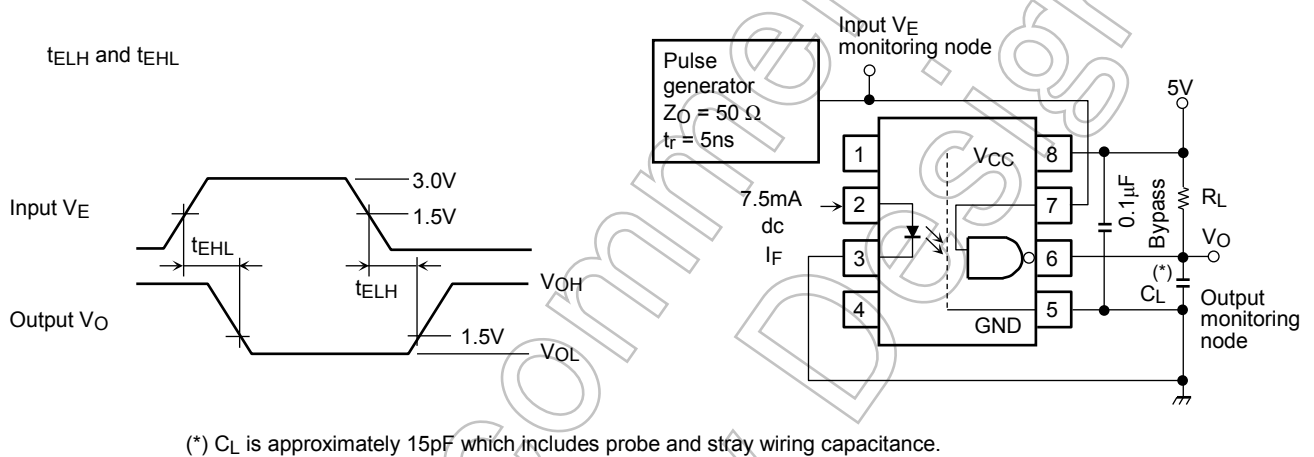 tELH and tEHL
Input VE
3.0V
1.5V
tEHL
tELH
Output VO
VOH
1.5V
VOL
Input VE
monitoring node
Pulse
generator
ZO = 50 Ω
tr = 5ns
5V
1
2
3
4
VCC
8
7
6
5
GND
7.5mA
dc
IF
0.1μF
Bypass
RL
VO
(*)
CL
Output
monitoring
node
(*) CL is approximately 15pF which includes probe and stray wiring capacitance.